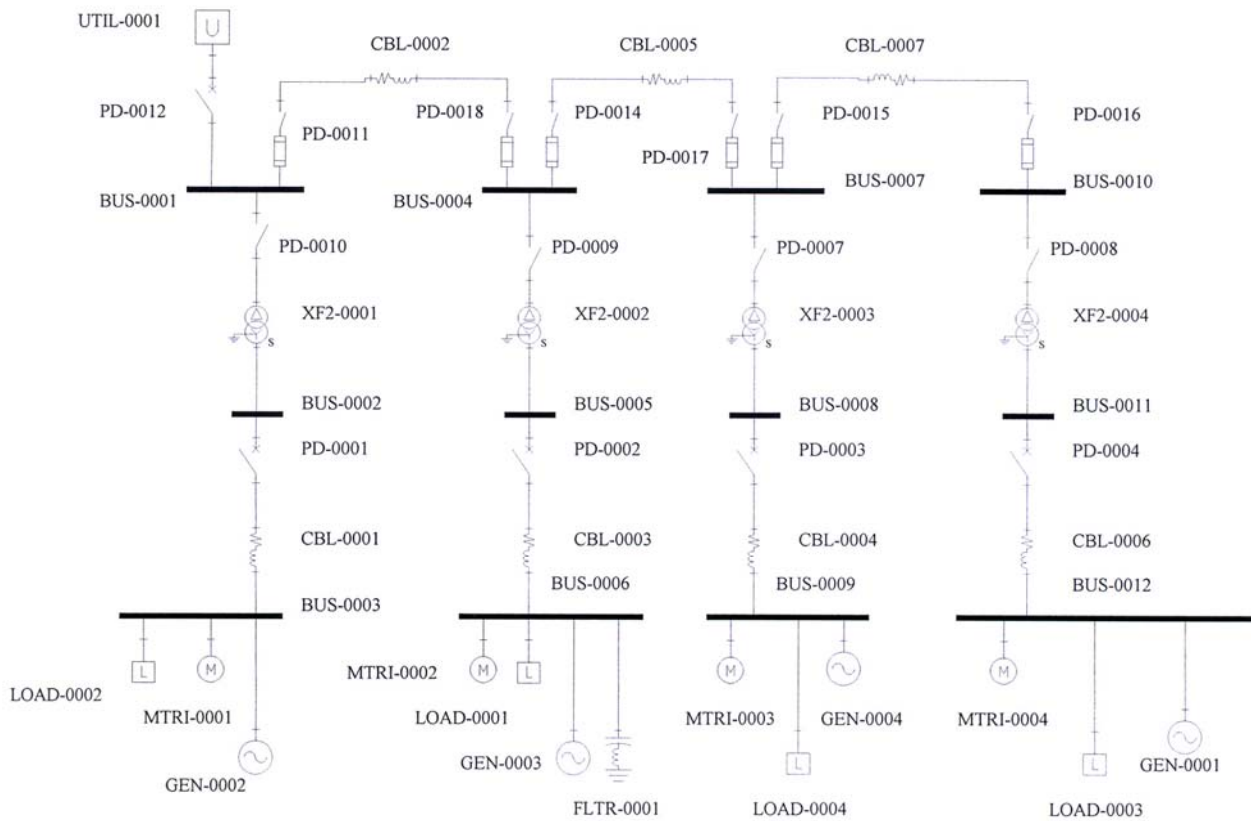 UTIL-0001
U
CBL-0002
CBL-0005
CBL-0007
PD-0012
PD-0011
PD-0018
PD-0014
PD-0017
PD-0015
PD-0016
BUS-0001
BUS-0004
BUS-0007
BUS-0010
PD-0010
PD-0009
PD-0007
PD-0008
XF2-0001
XF2-0002
XF2-0003
XF2-0004
S
S
S
S
BUS-0002
BUS-0005
BUS-0008
BUS-0011
PD-0001
PD-0002
PD-0003
PD-0004
CBL-0001
CBL-0003
CBL-0004
CBL-0006
BUS-0003
BUS-0006
BUS-0009
BUS-0012
L
M
M
L
M
M
LOAD-0002
MTRI-0001
MTRI-0002
LOAD-0001
MTRI-0003
GEN-0004
MTRI-0004
GEN-0002
GEN-0003
L
L
GEN-0001
FLTR-0001
LOAD-0004
LOAD-0003